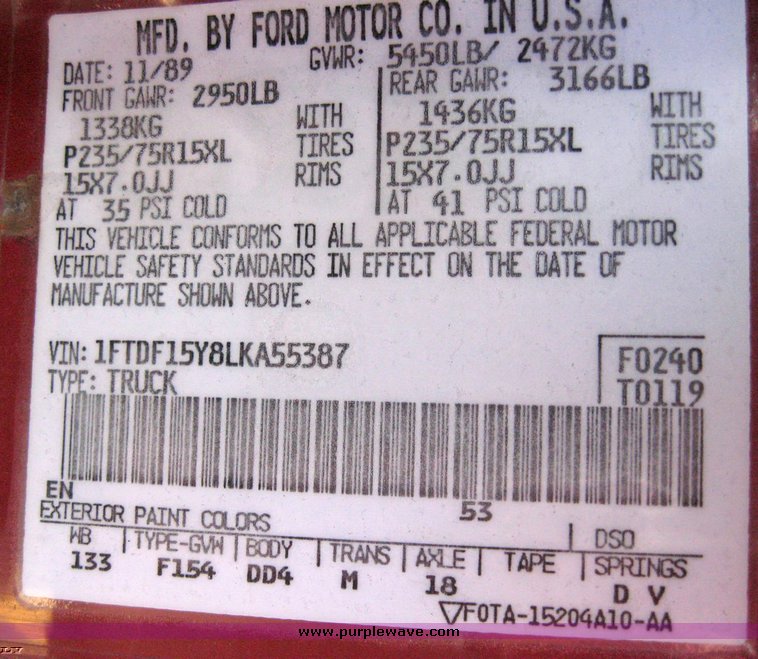 MFD. BY FORD MOTOR CO. IN U.S.A.
DATE: 11/89 GVWR: 5450LB/ 2472KG
FRONT GAWR: 2950LB REAR GAWR: 3166LB
1338KG WITH 1436KG WITH
P235/75R15XL TIRES P235/75R15XL TIRES
15X7.0JJ RIMS 15X7.0JJ RIMS
AT 35 PSI COLD AT 41 PSI COLD
THIS VEHICLE CONFORMS TO ALL APPLICABLE FEDERAL MOTOR
VEHICLE SAFETY STANDARDS IN EFFECT ON THE DATE OF
MANUFACTURE SHOWN ABOVE.
VIN: 1FTDF15Y8LKA55387 F0240
TYPE: TRUCK T0119
EN 53
EXTERIOR PAINT COLORS DSO
WB TYPE-GVW BODY TRANS AXLE TAPE SPRINGS
133 F154 DD4 M 18 D V
▽F0TA-15204A10-AA
www.purplewave.com